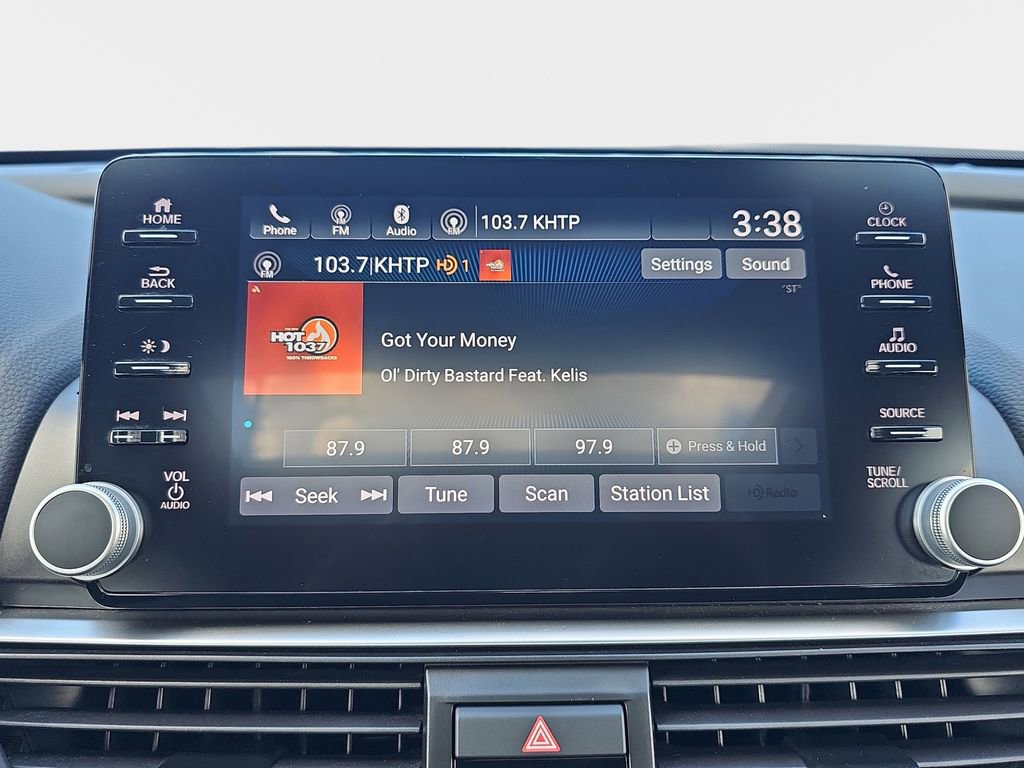 HOME
BACK
VOL
AUDIO
Phone
FM
Audio
FM
103.7 KHTP
3:38
FM
103.7|KHTP HD 1
Settings
Sound
"ST"
THE NEW
HOT
103.7
100% THROWBACKS
Got Your Money
Ol' Dirty Bastard Feat. Kelis
87.9
87.9
97.9
Press & Hold
Seek
Tune
Scan
Station List
HD Radio
CLOCK
PHONE
AUDIO
SOURCE
TUNE/
SCROLL